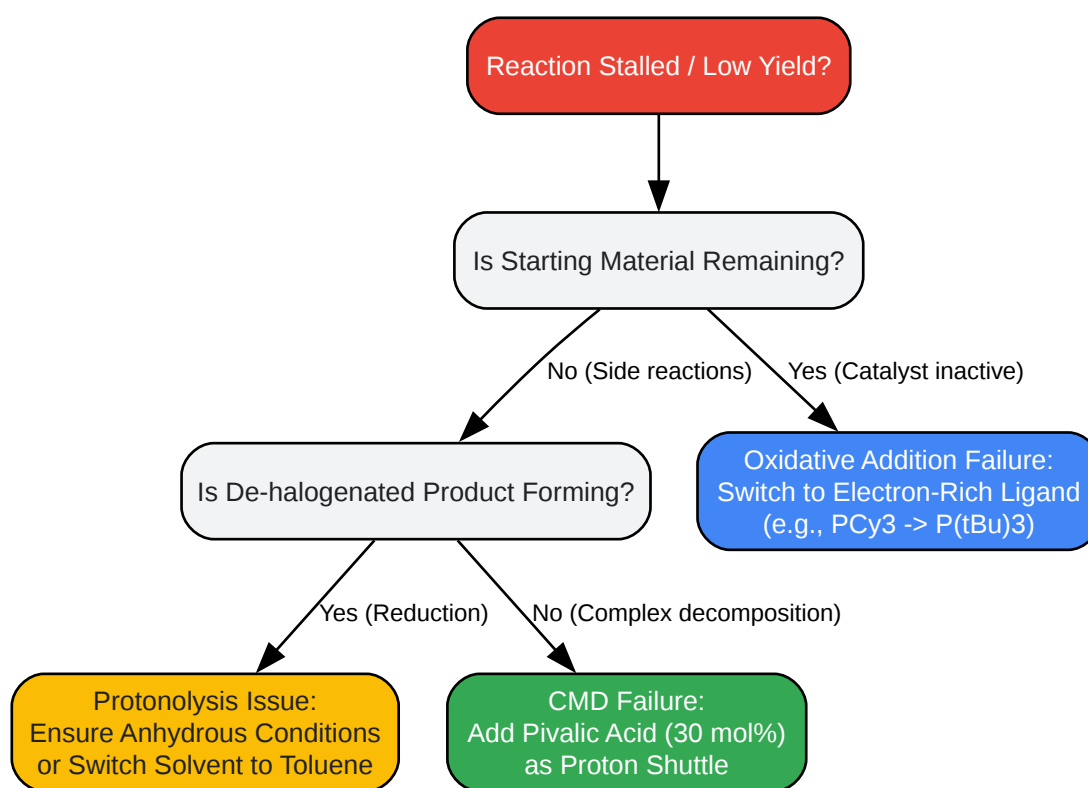 Reaction Stalled / Low Yield?
Is Starting Material Remaining?
No (Side reactions)
Yes (Catalyst inactive)
Is De-halogenated Product Forming?
Oxidative Addition Failure:
Switch to Electron-Rich Ligand
(e.g., PCy3 -> P(tBu)3)
Yes (Reduction)
No (Complex decomposition)
Protonolysis Issue:
Ensure Anhydrous Conditions
or Switch Solvent to Toluene
CMD Failure:
Add Pivalic Acid (30 mol%)
as Proton Shuttle